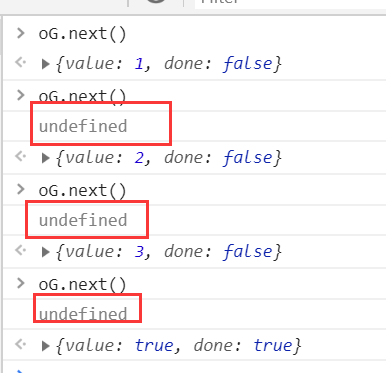 Filter
> oG.next()
<· ▶{value: 1, done: false}
> oG.next()
undefined
<· ▶{value: 2, done: false}
> oG.next()
undefined
<· ▶{value: 3, done: false}
> oG.next()
undefined
<· ▶{value: true, done: true}